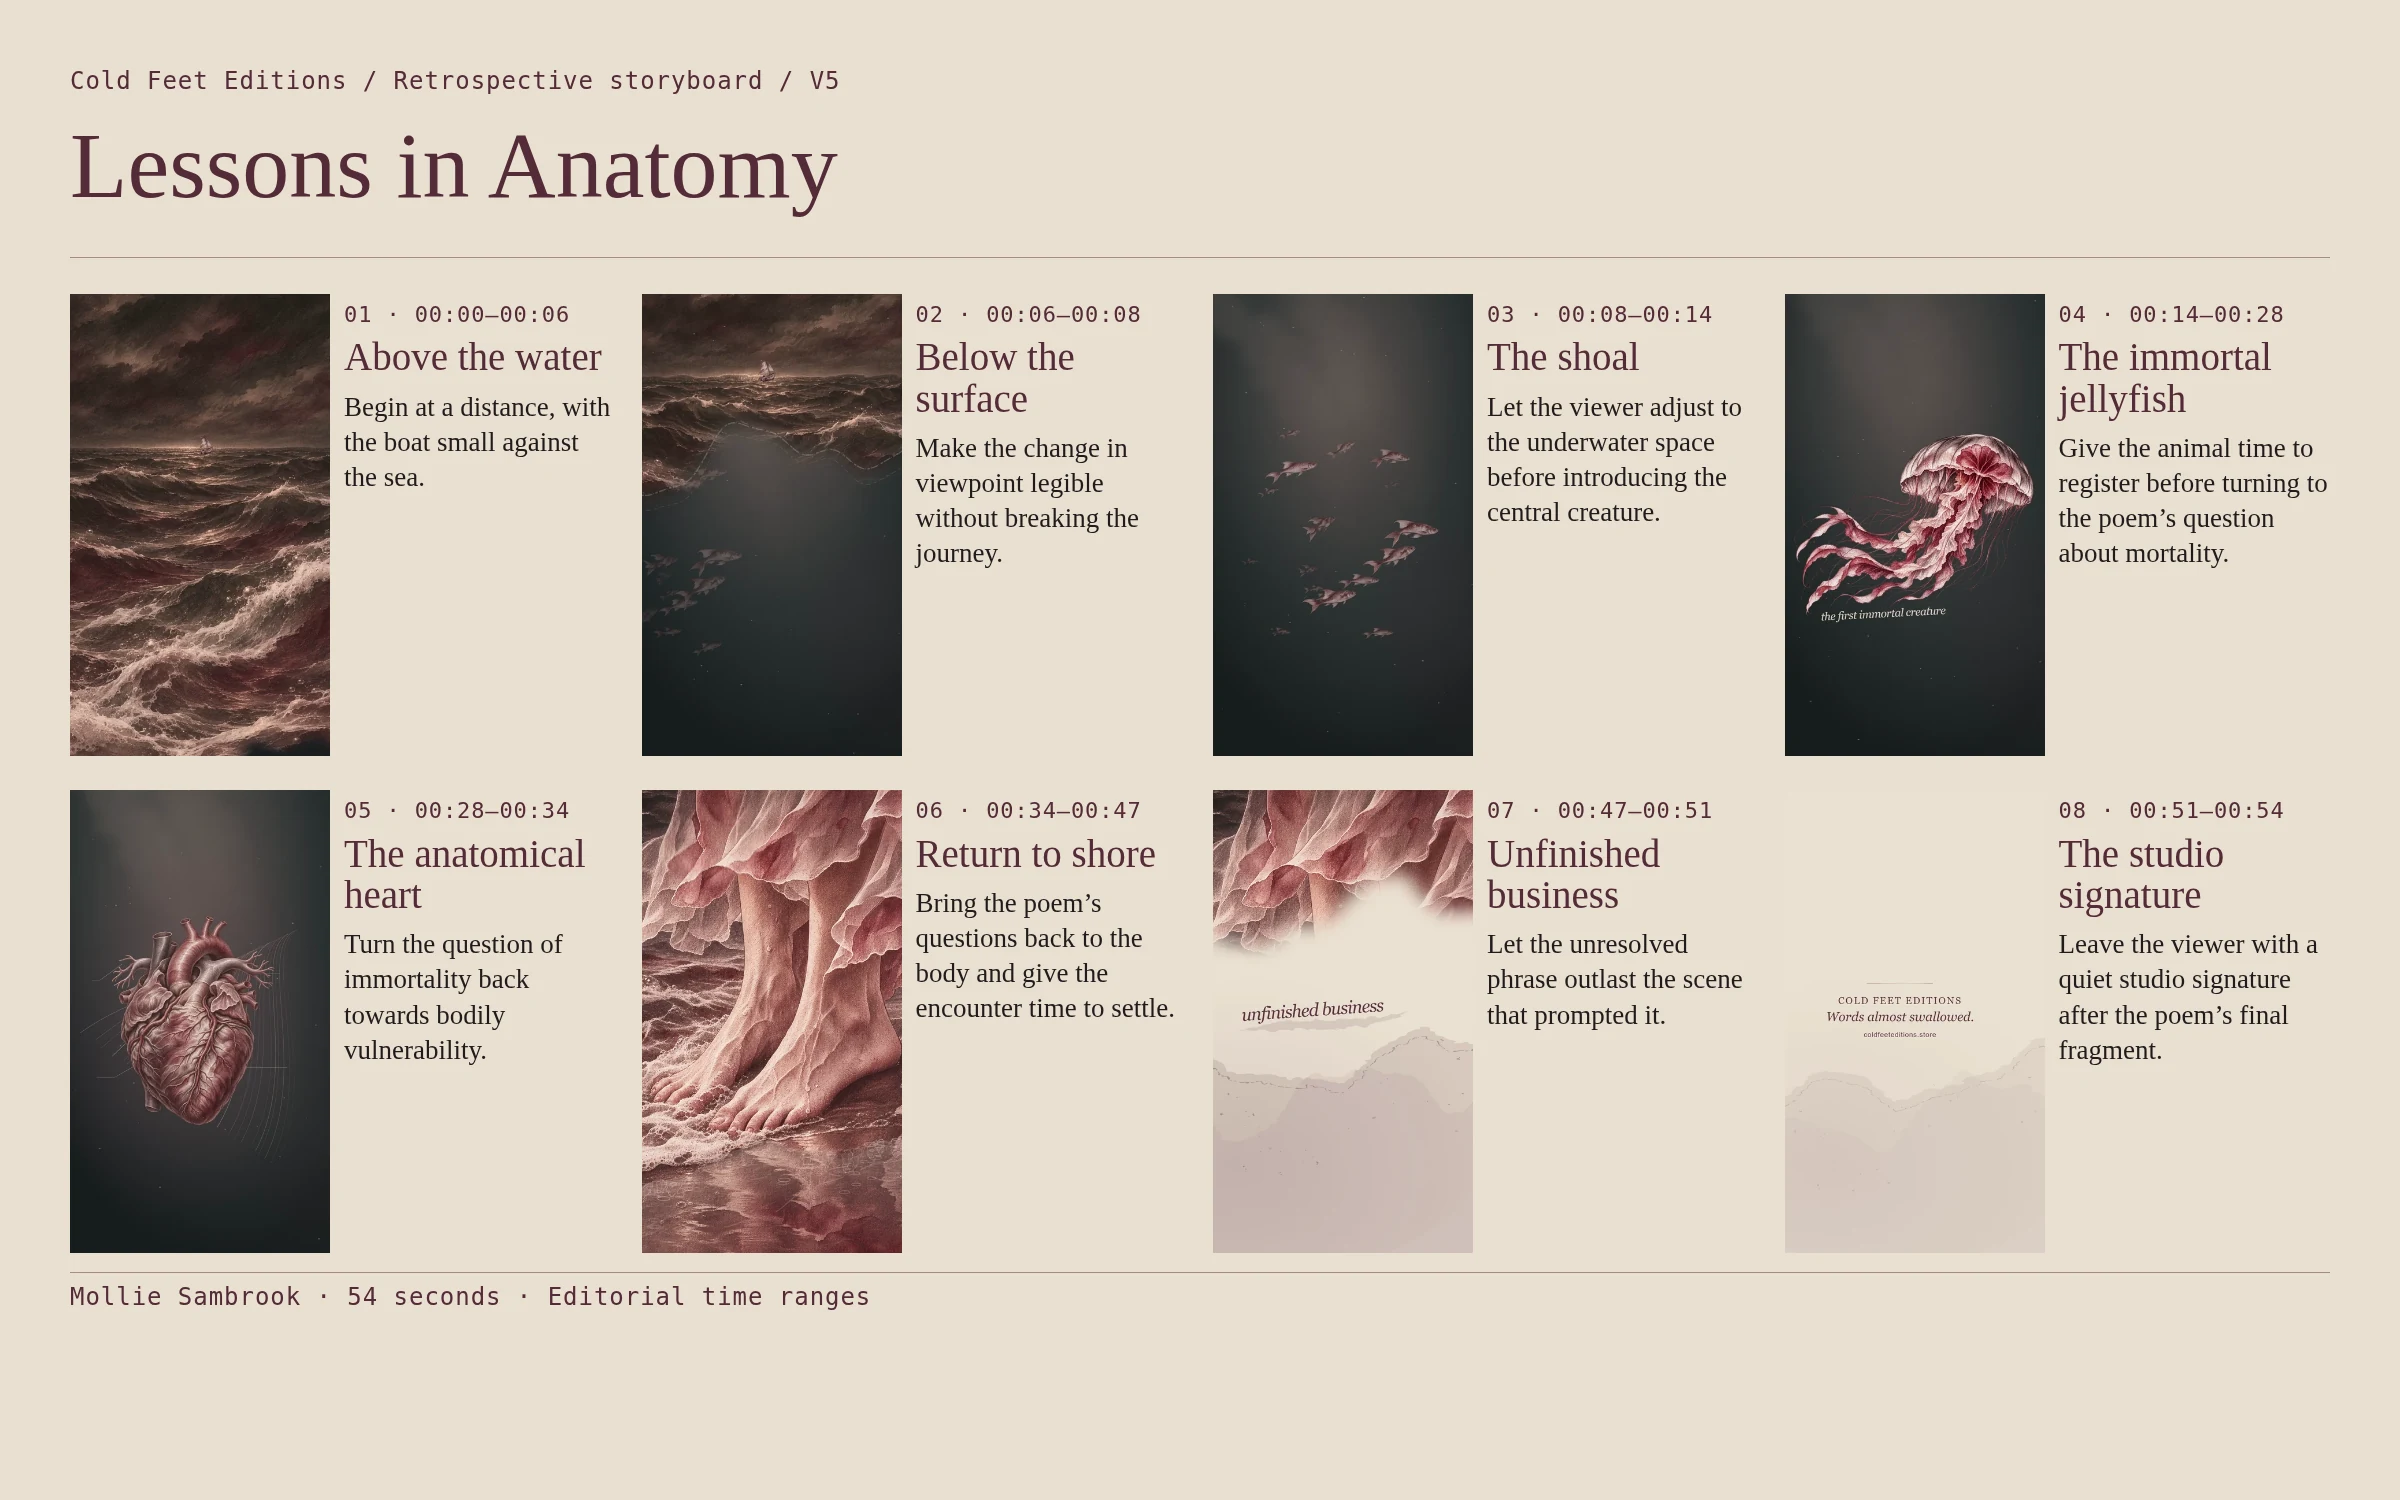 Cold Feet Editions / Retrospective storyboard / V5
Lessons in Anatomy
01 · 00:00–00:06
Above the water
Begin at a distance, with
the boat small against
the sea.
02 · 00:06–00:08
Below the
surface
Make the change in
viewpoint legible
without breaking the
journey.
03 · 00:08–00:14
The shoal
Let the viewer adjust to
the underwater space
before introducing the
central creature.
the first immortal creature
04 · 00:14–00:28
The immortal
jellyfish
Give the animal time to
register before turning to
the poem’s question
about mortality.
05 · 00:28–00:34
The anatomical
heart
Turn the question of
immortality back
towards bodily
vulnerability.
06 · 00:34–00:47
Return to shore
Bring the poem’s
questions back to the
body and give the
encounter time to settle.
unfinished business
07 · 00:47–00:51
Unfinished
business
Let the unresolved
phrase outlast the scene
that prompted it.
COLD FEET EDITIONS
Words almost swallowed.
coldfeeteditions.store
08 · 00:51–00:54
The studio
signature
Leave the viewer with a
quiet studio signature
after the poem’s final
fragment.
Mollie Sambrook · 54 seconds · Editorial time ranges